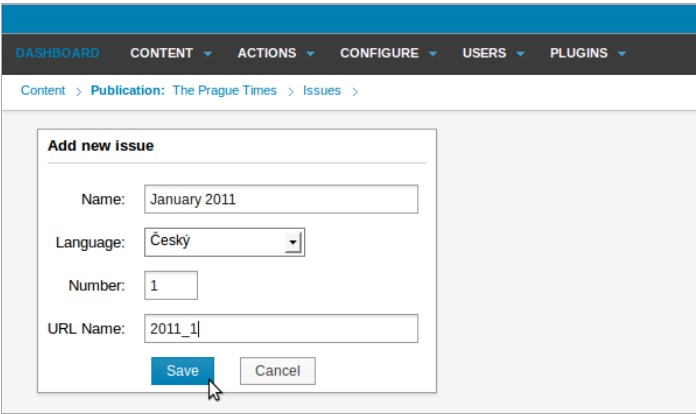 DASHBOARD CONTENT ACTIONS CONFIGURE USERS PLUGINS
Content > Publication: The Prague Times > Issues >
Add new issue
Name: January 2011
Language: Český
Number: 1
URL Name: 2011_1
Save Cancel